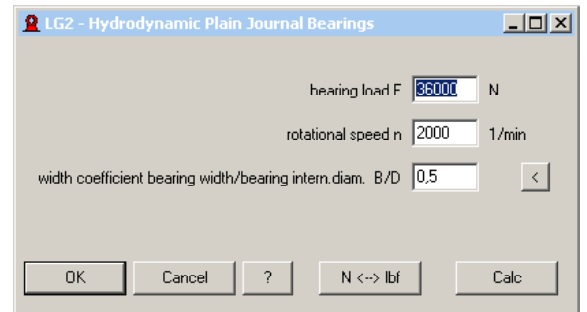 LG2 - Hydrodynamic Plain Journal Bearings
bearing load F 36000 N
rotational speed n 2000 1/min
width coefficient bearing width/bearing intern.diam. B/D 0,5 <
OK Cancel ? N <--> lbf Calc